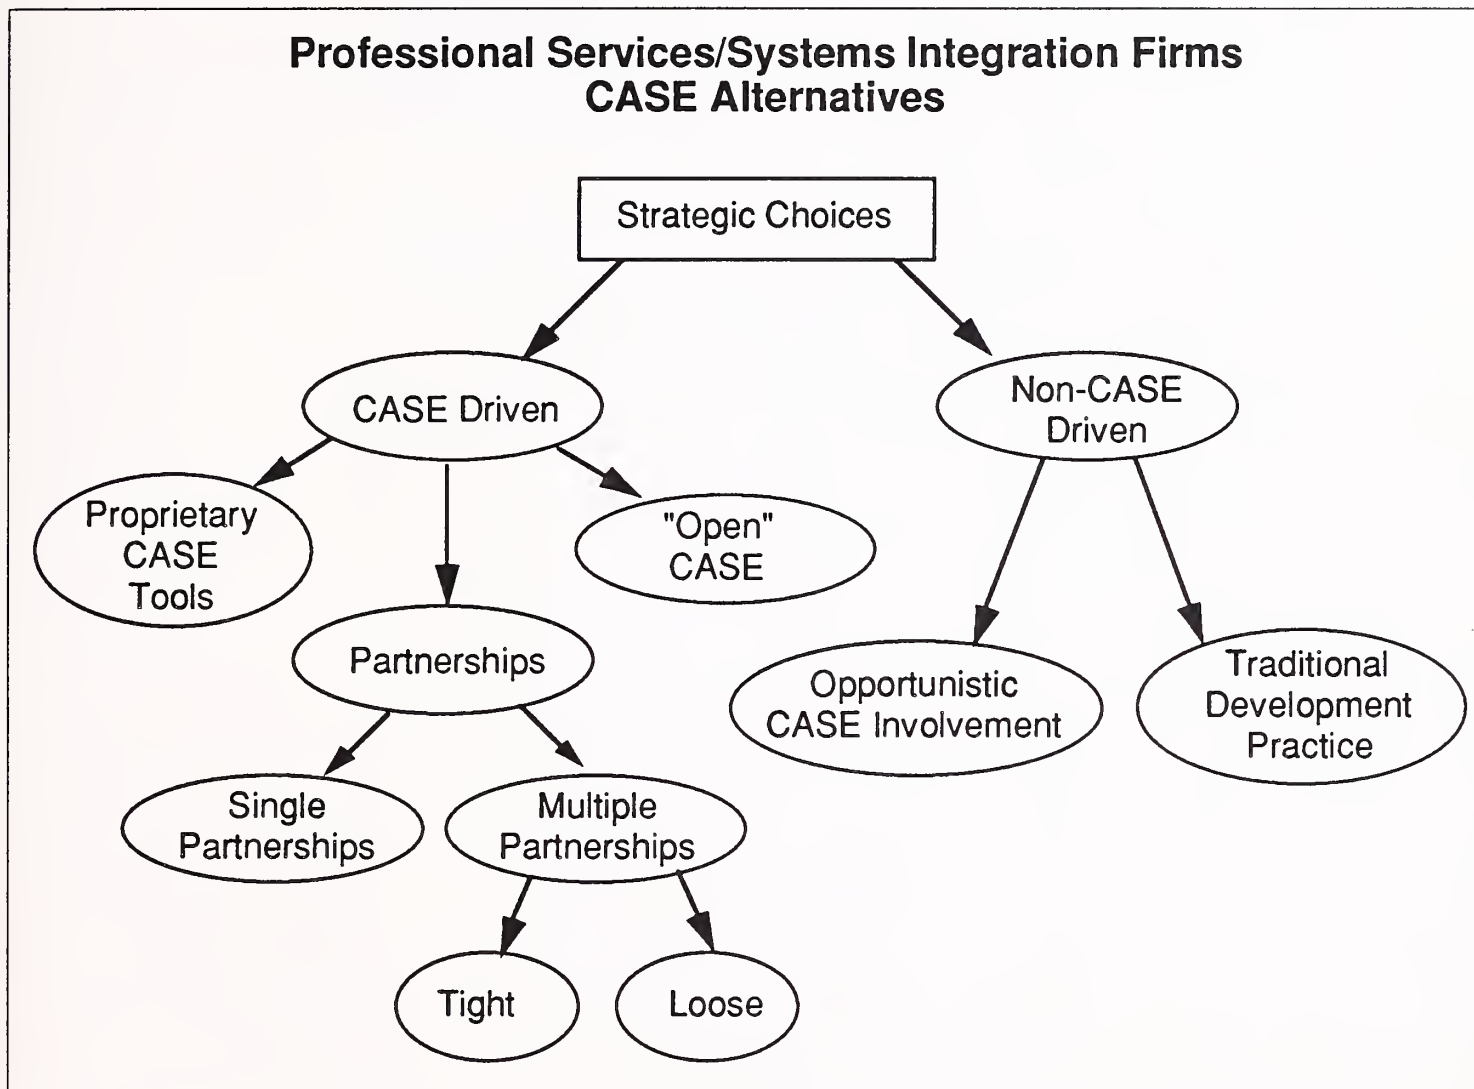 Professional Services/Systems Integration Firms
CASE Alternatives
Strategic Choices
CASE Driven
Non-CASE
Driven
Proprietary
CASE
Tools
"Open"
CASE
Partnerships
Opportunistic
CASE Involvement
Traditional
Development
Practice
Single
Partnerships
Multiple
Partnerships
Tight
Loose